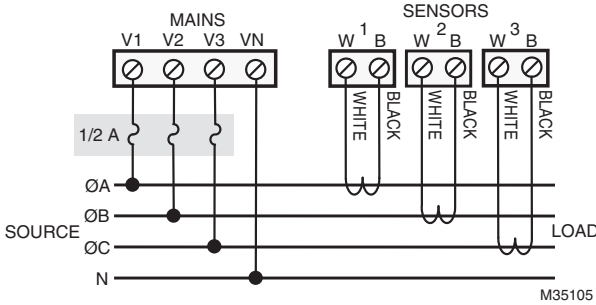 MAINS
V1 V2 V3 VN
SENSORS
W 1 B
W 2 B
W 3 B
WHITE
BLACK
WHITE
BLACK
WHITE
BLACK
1/2 A
ØA
ØB
SOURCE
LOAD
ØC
N
M35105